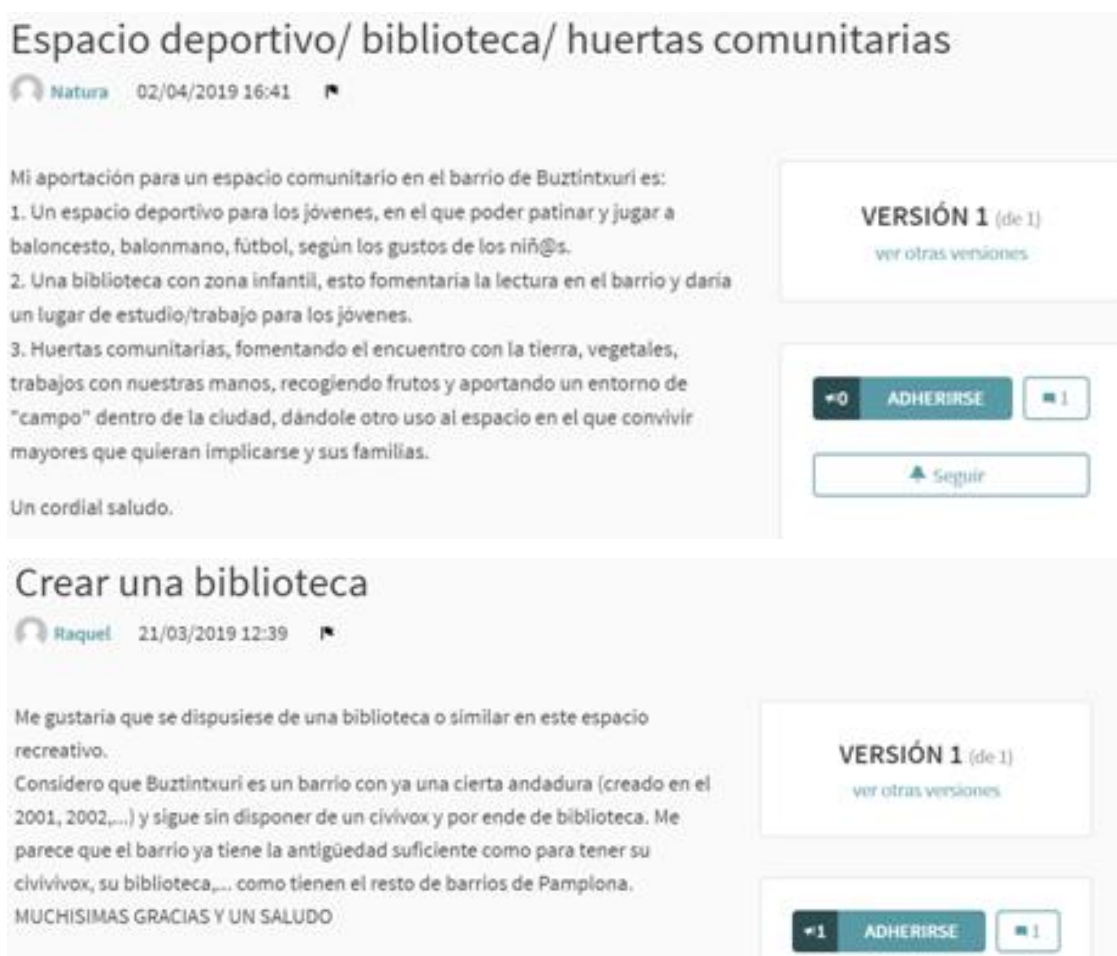 Espacio deportivo/ biblioteca/ huertas comunitarias
Natura 02/04/2019 16:41
Mi aportación para un espacio comunitario en el barrio de Buztintxuri es:
1. Un espacio deportivo para los jóvenes, en el que poder patinar y jugar a
baloncesto, balonmano, fútbol, según los gustos de los niñ@s.
2. Una biblioteca con zona infantil, esto fomentaría la lectura en el barrio y daría
un lugar de estudio/trabajo para los jóvenes.
3. Huertas comunitarias, fomentando el encuentro con la tierra, vegetales,
trabajos con nuestras manos, recogiendo frutos y aportando un entorno de
"campo" dentro de la ciudad, dándole otro uso al espacio en el que convivir
mayores que quieran implicarse y sus familias.
Un cordial saludo.
VERSIÓN 1 (de 1)
ver otras versiones
0 ADHERIRSE 1
Seguir
Crear una biblioteca
Raquel 21/03/2019 12:39
Me gustaría que se dispusiese de una biblioteca o similar en este espacio
recreativo.
Considero que Buztintxuri es un barrio con ya una cierta andadura (creado en el
2001, 2002,...) y sigue sin disponer de un civivox y por ende de biblioteca. Me
parece que el barrio ya tiene la antigüedad suficiente como para tener su
civivivox, su biblioteca,... como tienen el resto de barrios de Pamplona.
MUCHISIMAS GRACIAS Y UN SALUDO
VERSIÓN 1 (de 1)
ver otras versiones
1 ADHERIRSE 1